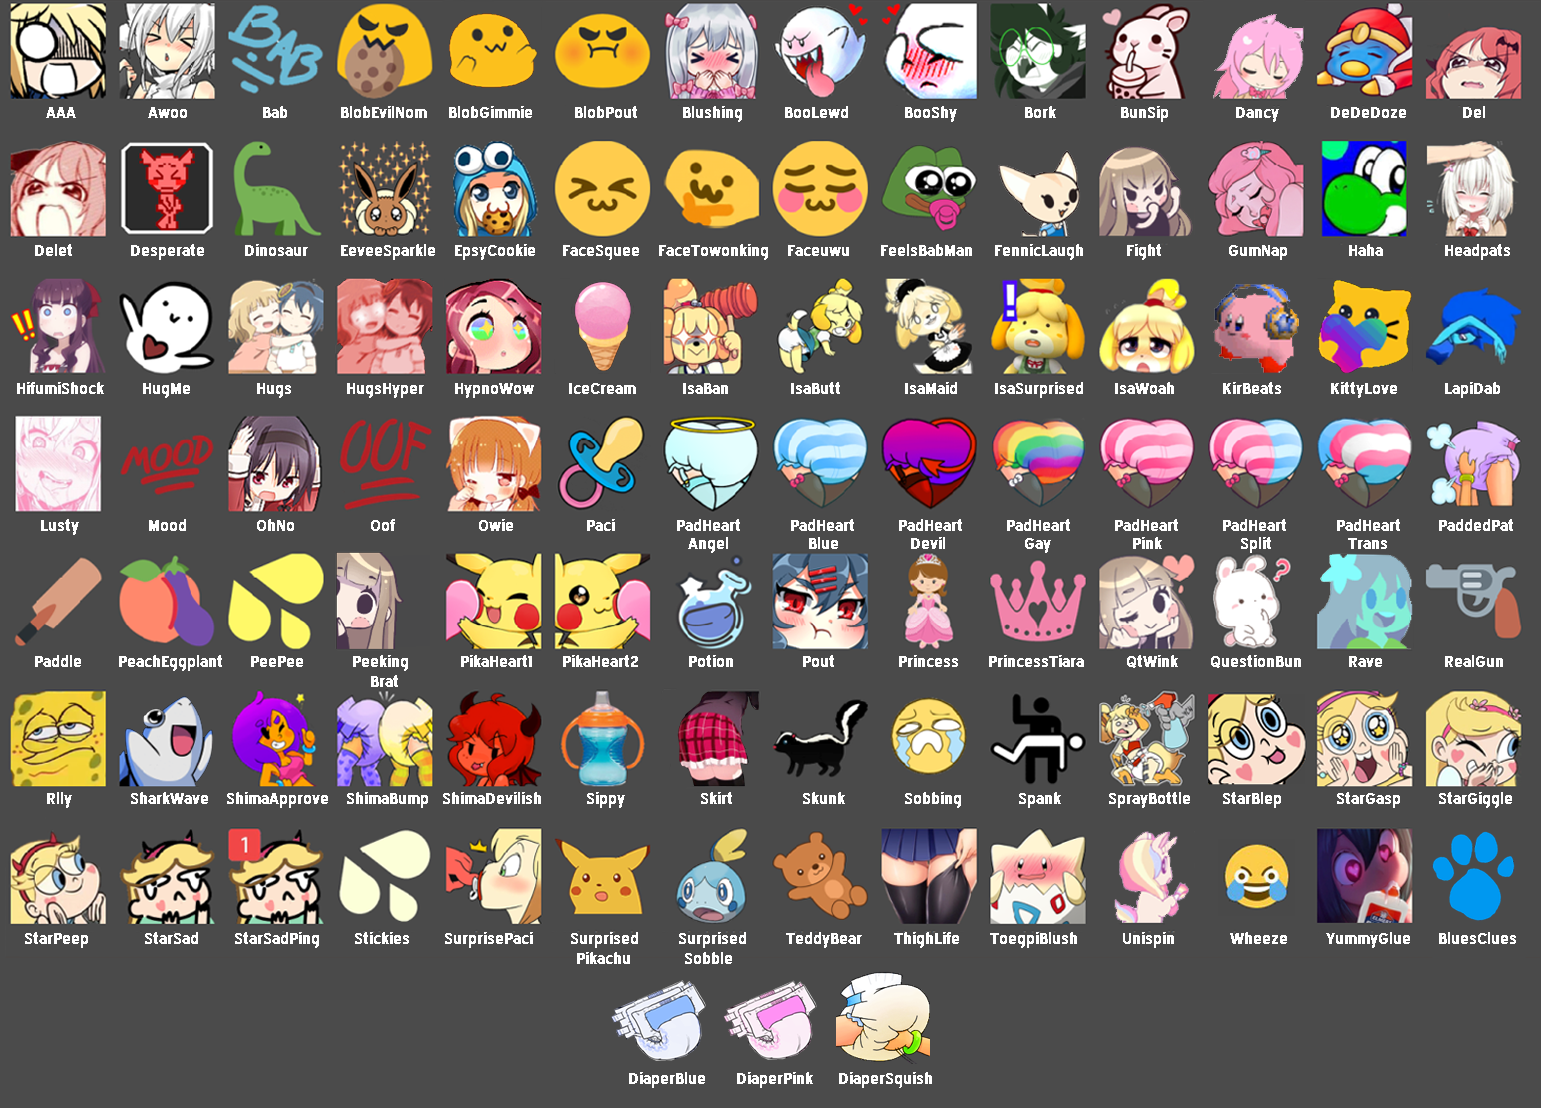 BAB
AAA Awoo Bab BlobEvilNom BlobGimmie BlobPout Blushing BooLewd BooShy Bork BunSip Dancy DeDeDoze Del
Delet Desperate Dinosaur EeveeSparkle EpsyCookie FaceSquee FaceTowonking Faceuwu FeelsBabMan FennicLaugh Fight GumNap Haha Headpats
!!
!
HifumiShock HugMe Hugs HugsHyper HypnoWow IceCream IsaBan IsaButt IsaMaid IsaSurprised IsaWoah KirBeats KittyLove LapiDab
MOOD
OOF
Lusty Mood OhNo Oof Owie Paci PadHeart PadHeart PadHeart PadHeart PadHeart PadHeart PadHeart PaddedPat
Angel Blue Devil Gay Pink Split Trans
?
Paddle PeachEggplant PeePee Peeking PikaHeart1 PikaHeart2 Potion Pout Princess PrincessTiara QtWink QuestionBun Rave RealGun
Brat
Rlly SharkWave ShimaApprove ShimaBump ShimaDevilish Sippy Skirt Skunk Sobbing Spank SprayBottle StarBlep StarGasp StarGiggle
1
StarPeep StarSad StarSadPing Stickies SurprisePaci Surprised Surprised TeddyBear ThighLife ToegpiBlush Unispin Wheeze YummyGlue BluesClues
Pikachu Sobble
DiaperBlue DiaperPink DiaperSquish